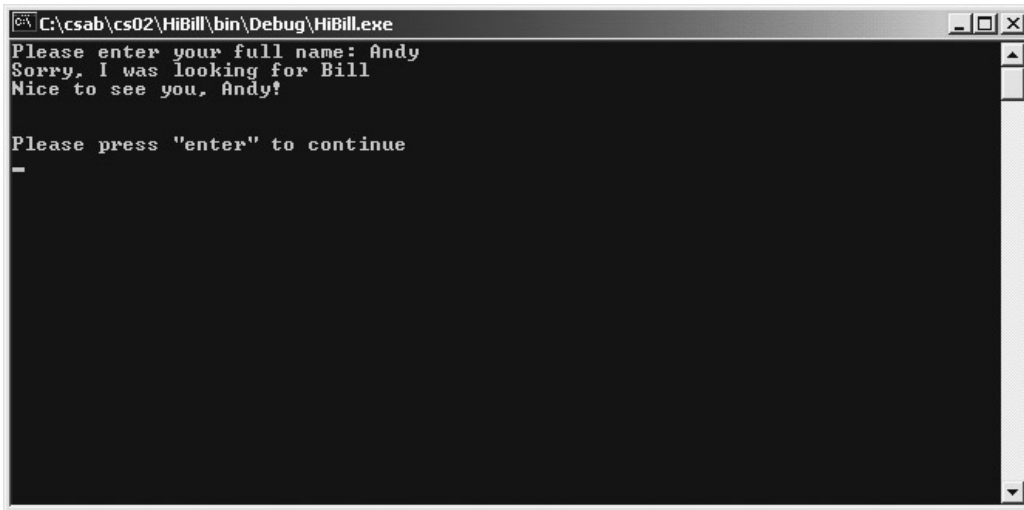 C:\csab\cs02\HiBill\bin\Debug\HiBill.exe
Please enter your full name: Andy
Sorry, I was looking for Bill
Nice to see you, Andy!
Please press "enter" to continue